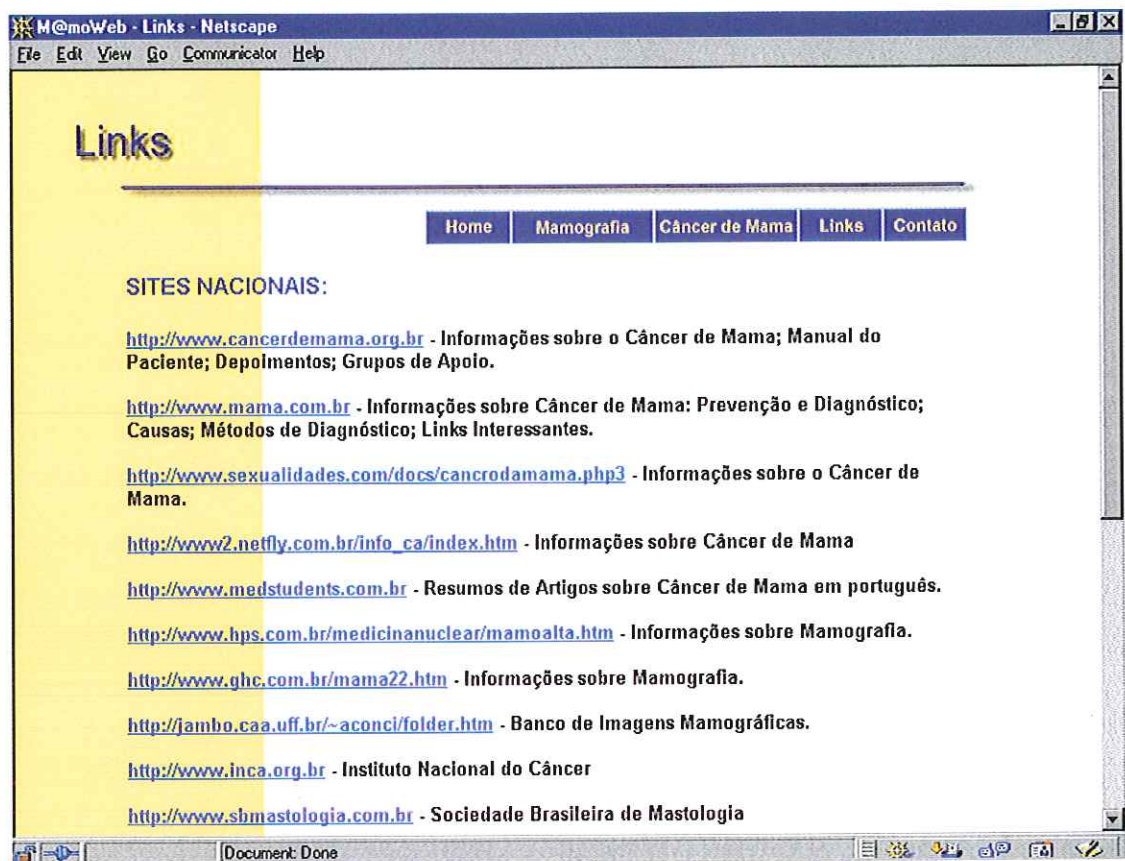 M@moWeb - Links - Netscape
File Edit View Go Communicator Help
Links
Home Mamografia Câncer de Mama Links Contato
SITES NACIONAIS:
http://www.cancerdemama.org.br - Informações sobre o Câncer de Mama; Manual do
Paciente; Depoimentos; Grupos de Apoio.
http://www.mama.com.br - Informações sobre Câncer de Mama: Prevenção e Diagnóstico;
Causas; Métodos de Diagnóstico; Links Interessantes.
http://www.sexualidades.com/docs/cancrodamama.php3 - Informações sobre o Câncer de
Mama.
http://www2.netfly.com.br/info_ca/index.htm - Informações sobre Câncer de Mama
http://www.medstudents.com.br - Resumos de Artigos sobre Câncer de Mama em português.
http://www.hps.com.br/medicinanuclear/mamoalta.htm - Informações sobre Mamografia.
http://www.ghc.com.br/mama22.htm - Informações sobre Mamografia.
http://jambo.caa.uff.br/~aconci/folder.htm - Banco de Imagens Mamográficas.
http://www.inca.org.br - Instituto Nacional do Câncer
http://www.sbmastologia.com.br - Sociedade Brasileira de Mastologia
Document: Done